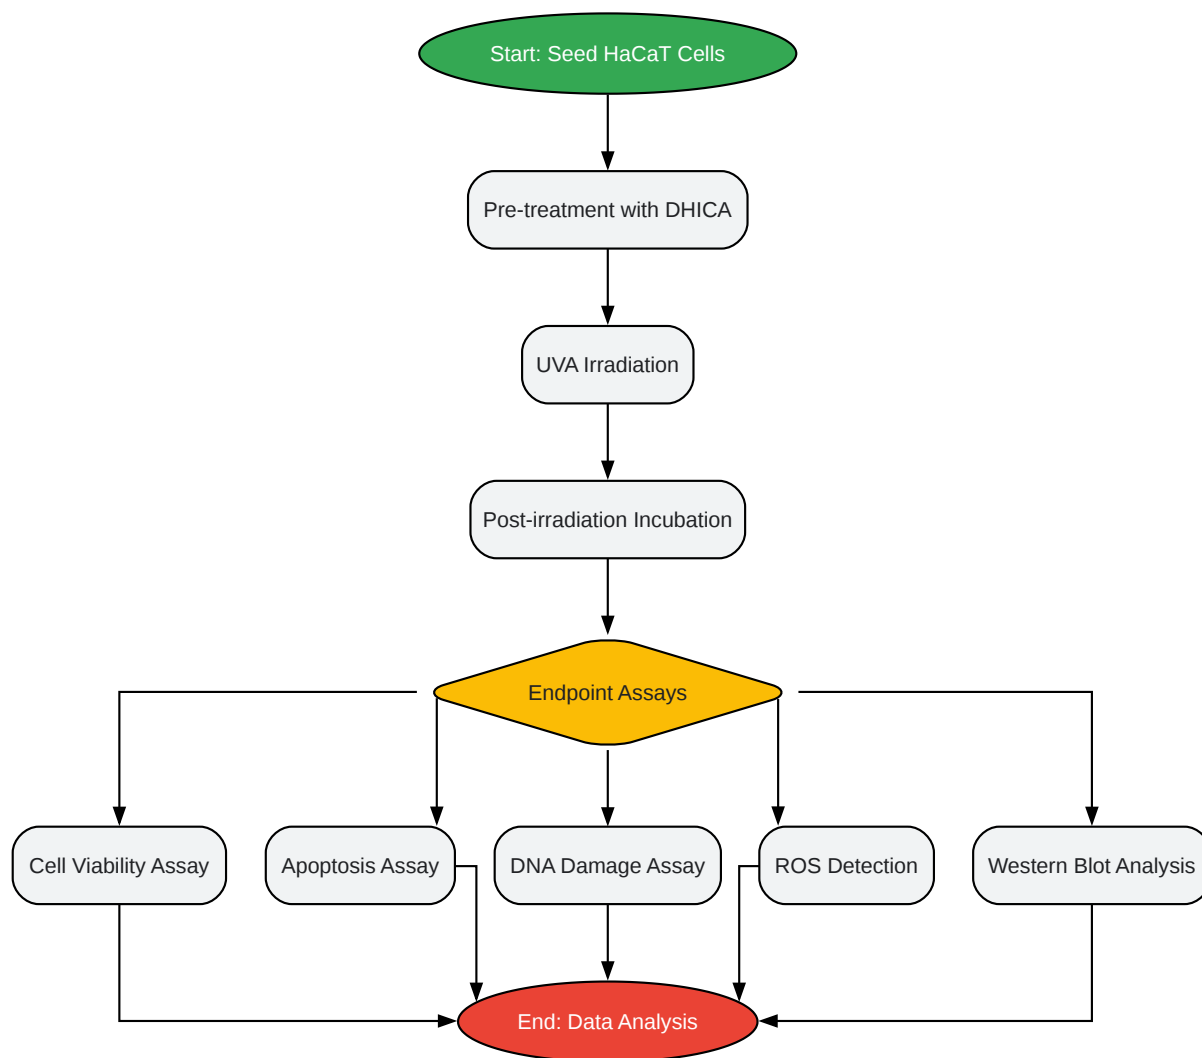 Start: Seed HaCaT Cells
Pre-treatment with DHICA
UVA Irradiation
Post-irradiation Incubation
Endpoint Assays
Cell Viability Assay
Apoptosis Assay
DNA Damage Assay
ROS Detection
Western Blot Analysis
End: Data Analysis